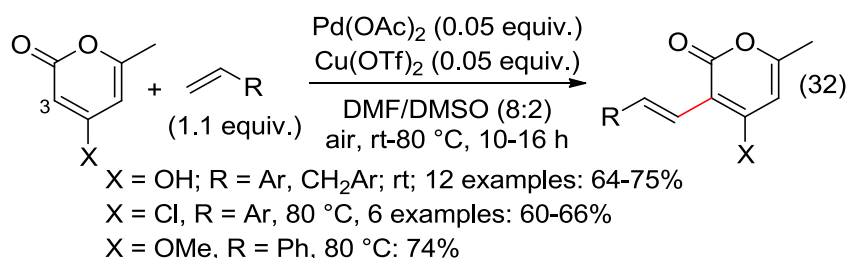 Pd(OAc)₂ (0.05 equiv.)
Cu(OTf)₂ (0.05 equiv.)
O O
3 + R
X
(1.1 equiv.)
DMF/DMSO (8:2)
air, rt-80 °C, 10-16 h
O O
R
X
(32)
X = OH; R = Ar, CH₂Ar; rt; 12 examples: 64-75%
X = Cl, R = Ar, 80 °C, 6 examples: 60-66%
X = OMe, R = Ph, 80 °C: 74%